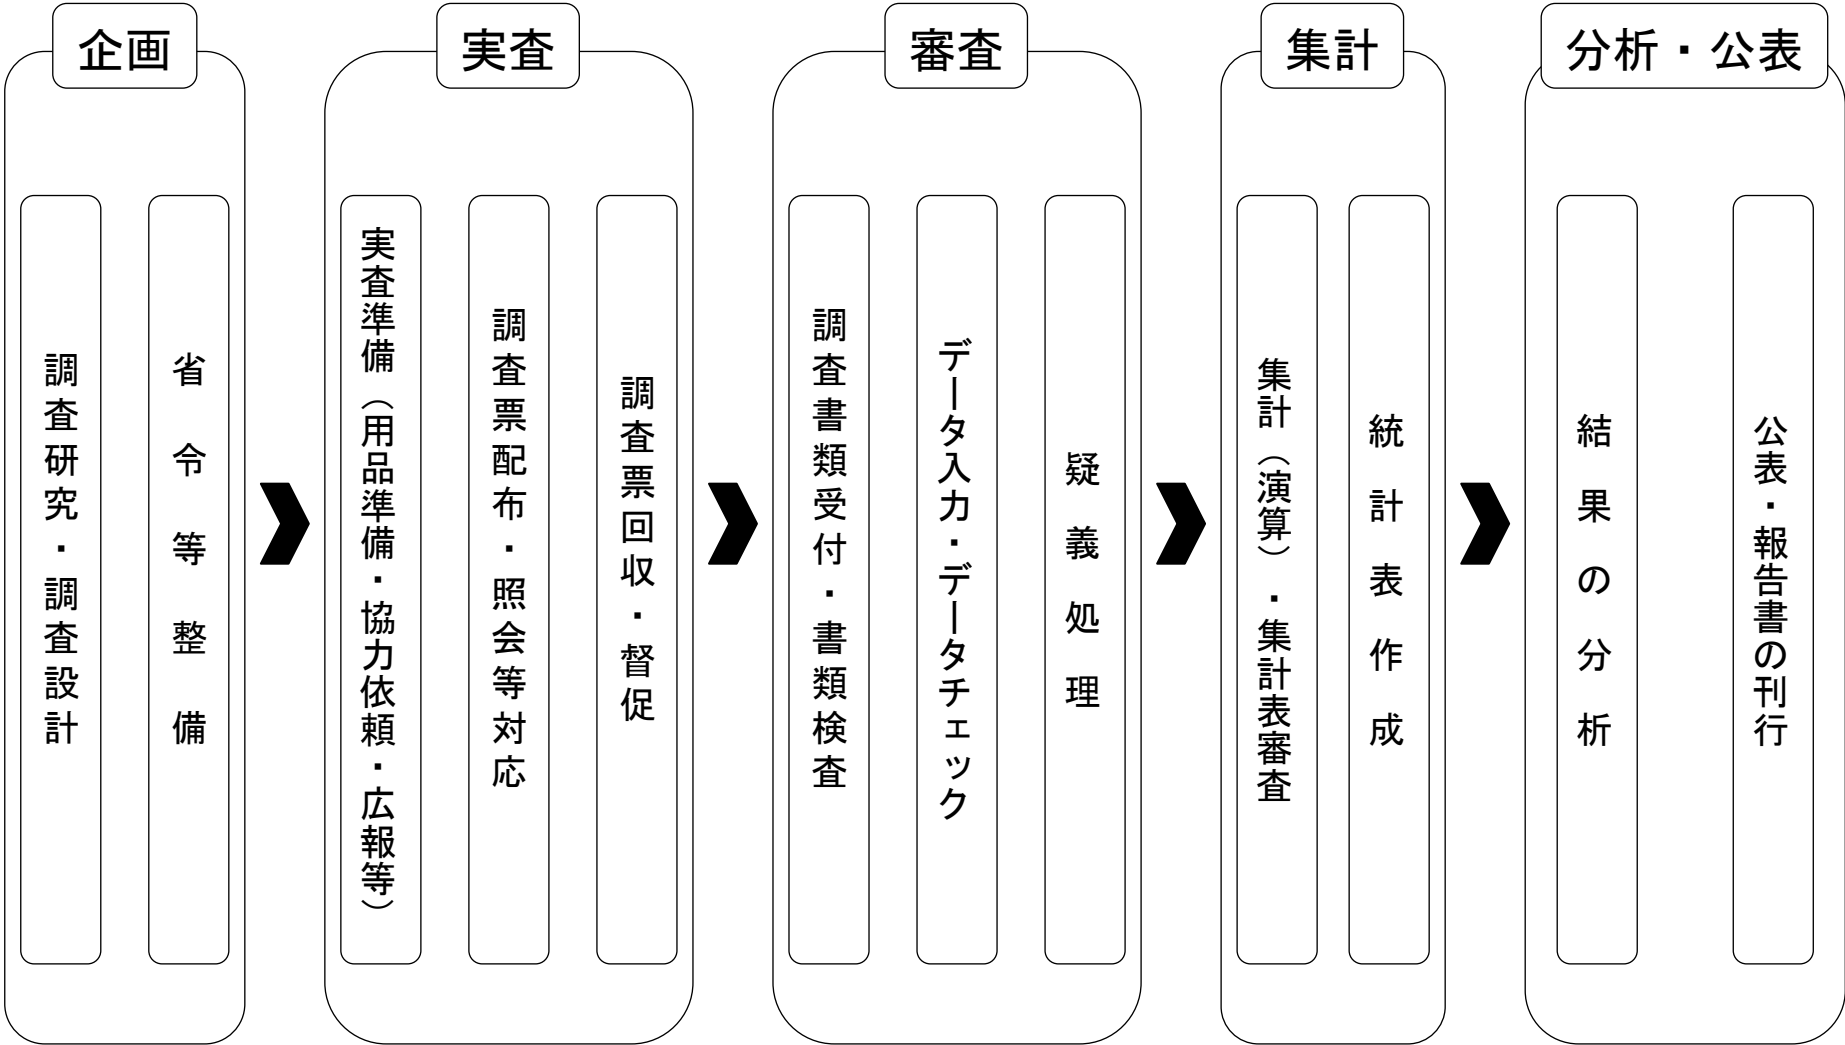 企画
調査研究・調査設計
省令等整備
実査
実査準備（用品準備・協力依頼・広報等）
調査票配布・照会等対応
調査票回収・督促
審査
調査書類受付・書類検査
データ入力・データチェック
疑義処理
集計
集計（演算）・集計表審査
統計表作成
分析・公表
結果の分析
公表・報告書の刊行